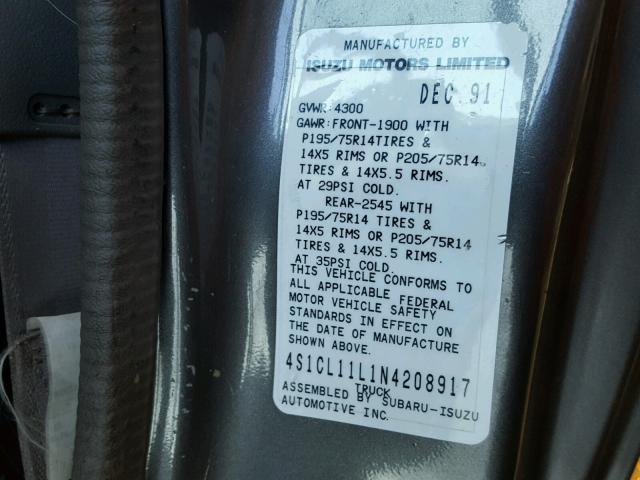 MANUFACTURED BY
ISUZU MOTORS LIMITED
DEC.91
GVWR:4300
GAWR:FRONT-1900 WITH
P195/75R14TIRES &
14X5 RIMS OR P205/75R14
TIRES & 14X5.5 RIMS.
AT 29PSI COLD.
REAR-2545 WITH
P195/75R14 TIRES &
14X5 RIMS OR P205/75R14
TIRES & 14X5.5 RIMS.
AT 35PSI COLD.
THIS VEHICLE CONFORMS TO
ALL APPLICABLE FEDERAL
MOTOR VEHICLE SAFETY
STANDARDS IN EFFECT ON
THE DATE OF MANUFACTURE
SHOWN ABOVE.
4S1CL11L1N4208917
TRUCK
ASSEMBLED BY SUBARU-ISUZU
AUTOMOTIVE INC.